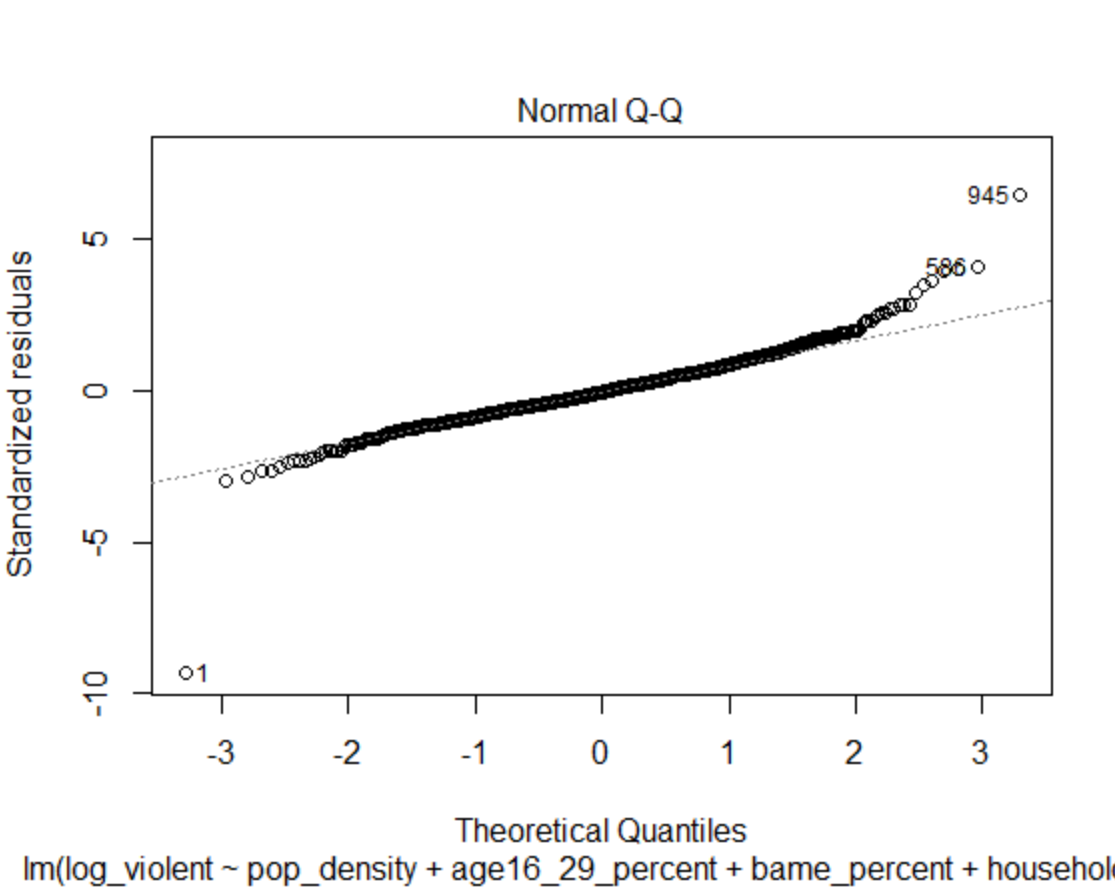 Normal Q-Q
945
586
5
0
-5
-10
1
Standardized residuals
-3 -2 -1 0 1 2 3
Theoretical Quantiles
lm(log_violent ~ pop_density + age16_29_percent + bame_percent + househol